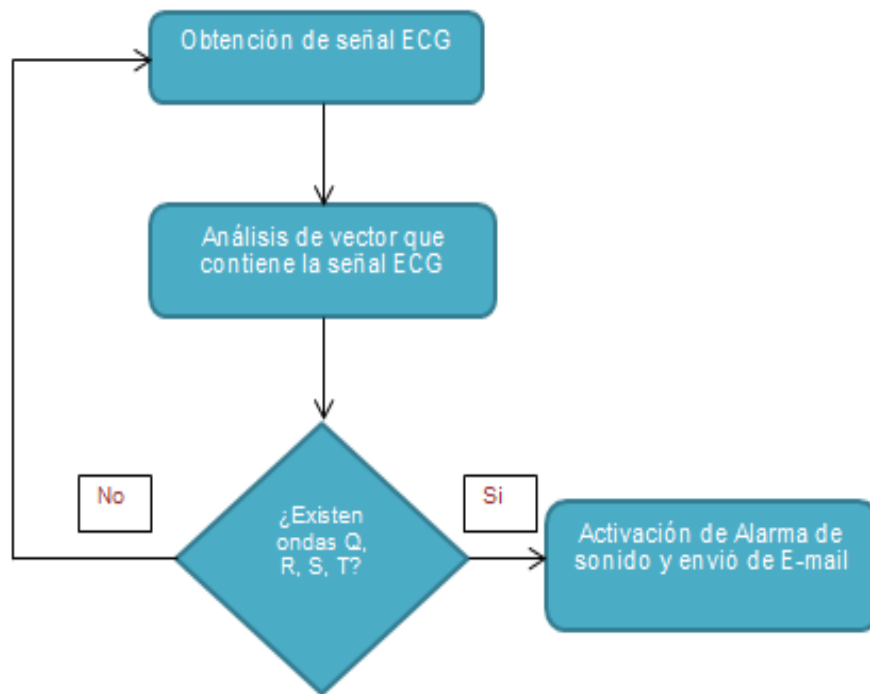 Obtención de señal ECG
Análisis de vector que
contiene la señal ECG
No
¿Existen
ondas Q,
R, S, T?
Si
Activación de Alarma de
sonido y envió de E-mail